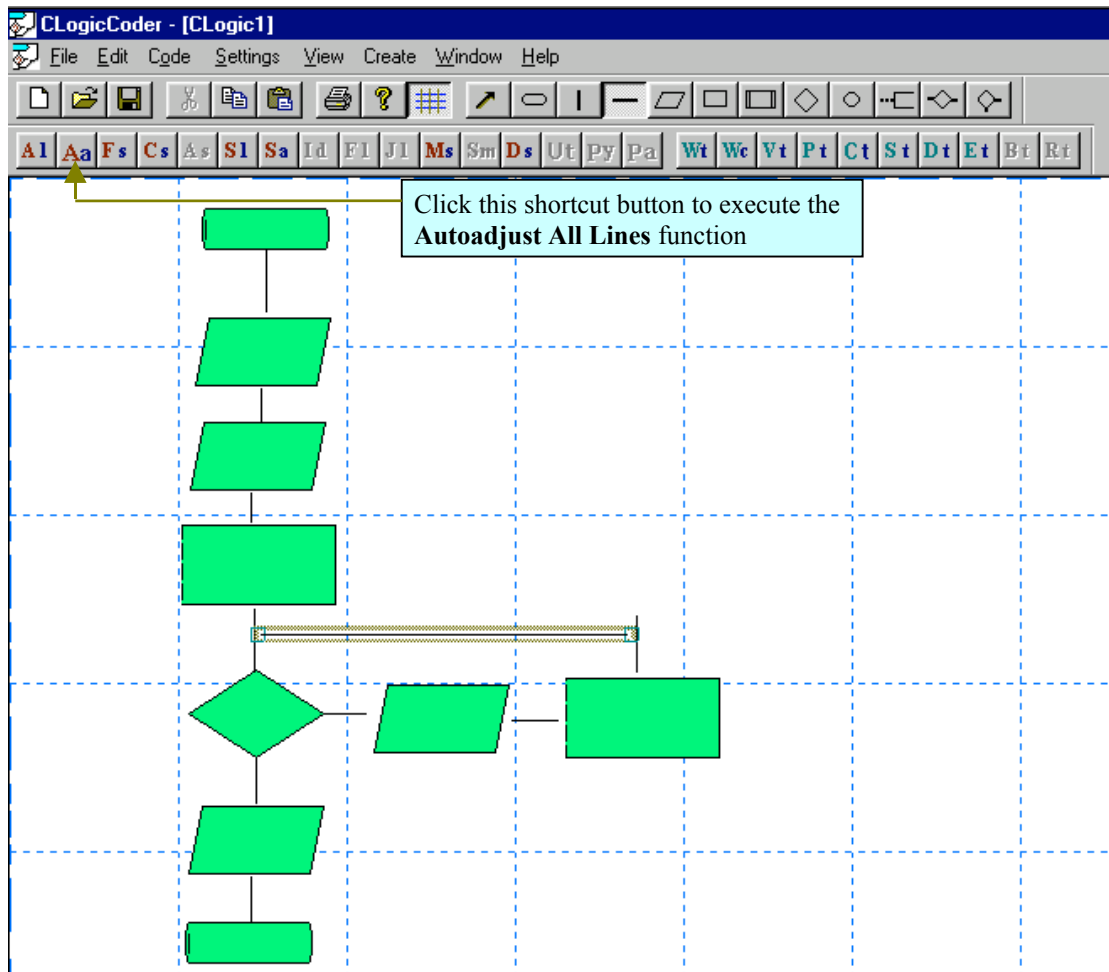 CLogicCoder - [CLogic1]
File Edit Code Settings View Create Window Help
Al Aa Fs Cs As Sl Sa Id Fl Jl Ms Sm Ds Ut Py Pa Wt Wc Vt Pt Ct St Dt Et Bt Rt
Click this shortcut button to execute the
Autoadjust All Lines function